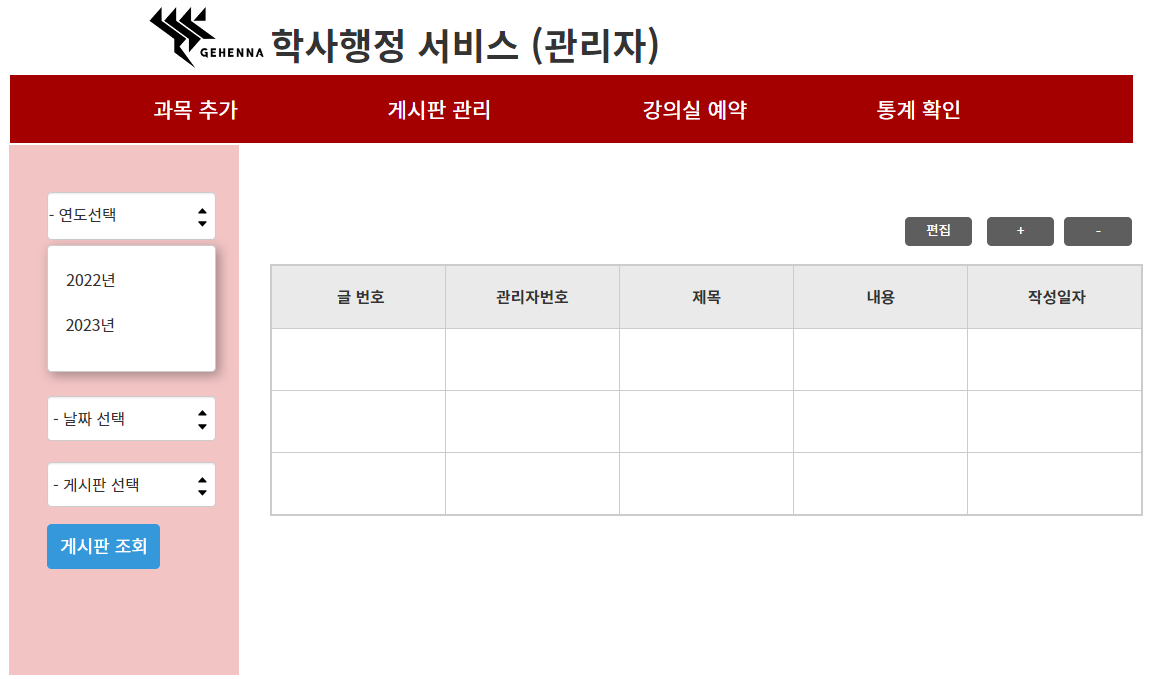 GEHENNA 학사행정 서비스 (관리자)
과목 추가 게시판 관리 강의실 예약 통계 확인
- 연도선택
2022년
2023년
- 날짜 선택
- 게시판 선택
게시판 조회
편집 + -
글 번호 관리자번호 제목 내용 작성일자